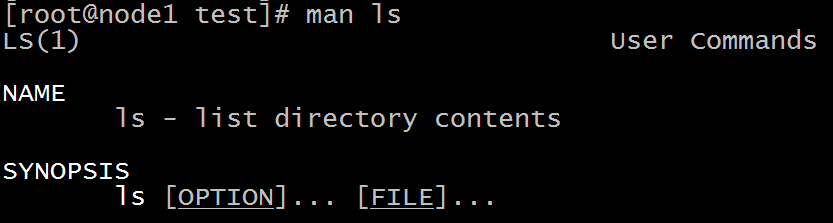 [root@node1 test]# man ls
LS(1) User Commands
NAME
ls - list directory contents
SYNOPSIS
ls [OPTION]... [FILE]...